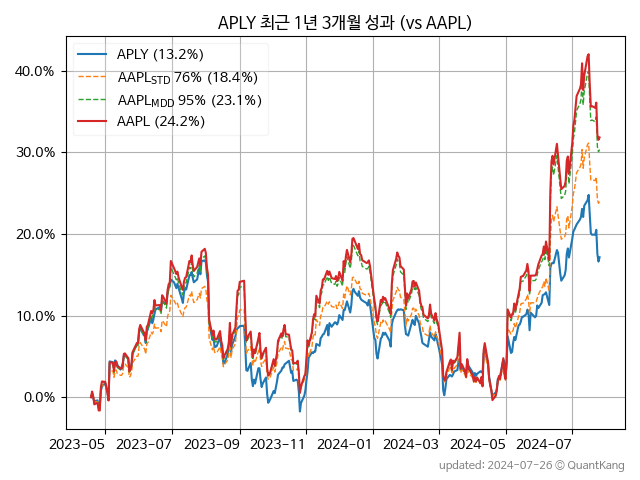 APLY 최근 1년 3개월 성과 (vs AAPL)
APLY (13.2%)
AAPL_STD 76% (18.4%)
AAPL_MDD 95% (23.1%)
AAPL (24.2%)
40.0%
30.0%
20.0%
10.0%
0.0%
2023-05 2023-07 2023-09 2023-11 2024-01 2024-03 2024-05 2024-07
updated: 2024-07-26 @ QuantKang